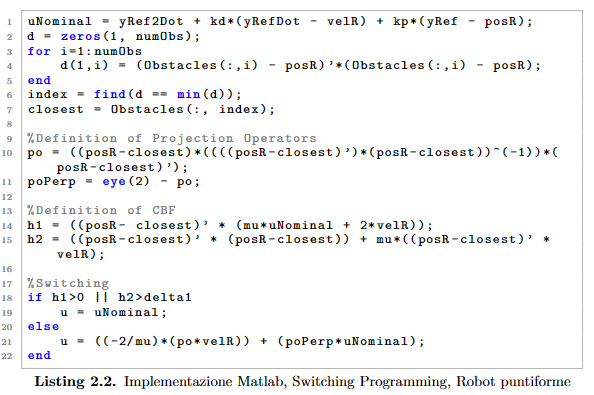 1 uNominal = yRef2Dot + kd*(yRefDot - velR) + kp*(yRef - posR);
2 d = zeros(1, numObs);
3 for i=1:numObs
4 d(1,i) = (Obstacles(:,i) - posR)'*(Obstacles(:,i) - posR);
5 end
6 index = find(d == min(d));
7 closest = Obstacles(:, index);
8
9 %Definition of Projection Operators
10 po = ((posR-closest)*((((posR-closest)')*(posR-closest))^(-1))*(
posR-closest)');
11 poPerp = eye(2) - po;
12
13 %Definition of CBF
14 h1 = ((posR- closest)' * (mu*uNominal + 2*velR));
15 h2 = ((posR-closest)' * (posR-closest)) + mu*((posR-closest)' *
velR);
16
17 %Switching
18 if h1>0 || h2>delta1
19 u = uNominal;
20 else
21 u = ((-2/mu)*(po*velR)) + (poPerp*uNominal);
22 end
Listing 2.2. Implementazione Matlab, Switching Programming, Robot puntiforme